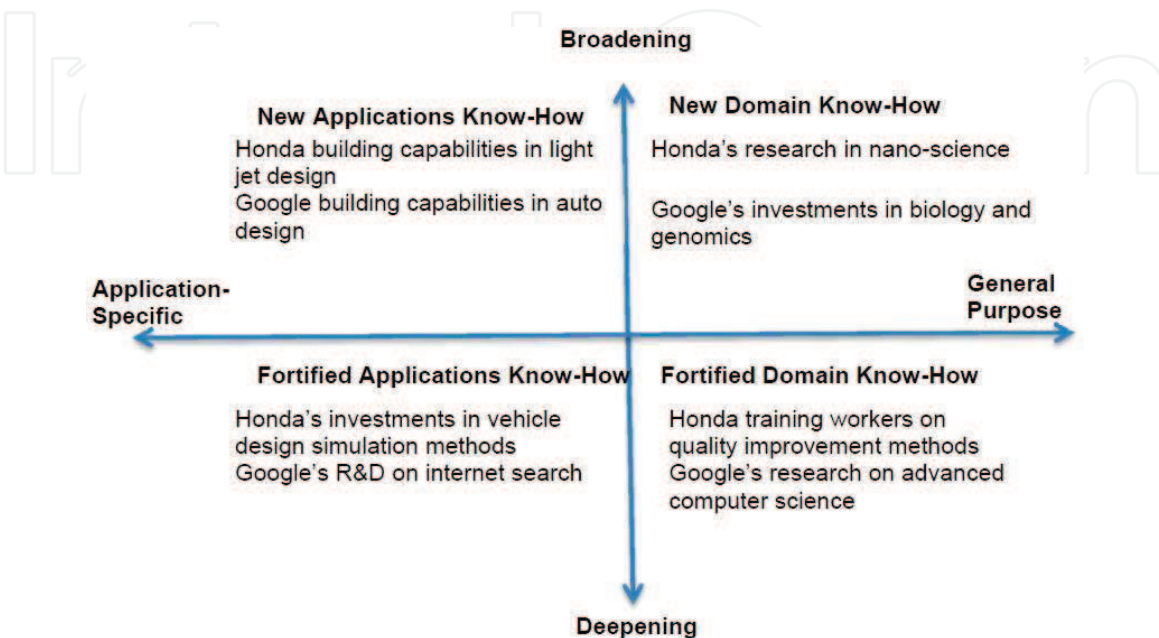 Broadening
New Applications Know-How
Honda building capabilities in light
jet design
Google building capabilities in auto
design
New Domain Know-How
Honda's research in nano-science
Google's investments in biology and
genomics
Application-
Specific
General
Purpose
Fortified Applications Know-How
Honda's investments in vehicle
design simulation methods
Google's R&D on internet search
Fortified Domain Know-How
Honda training workers on
quality improvement methods
Google's research on advanced
computer science
Deepening